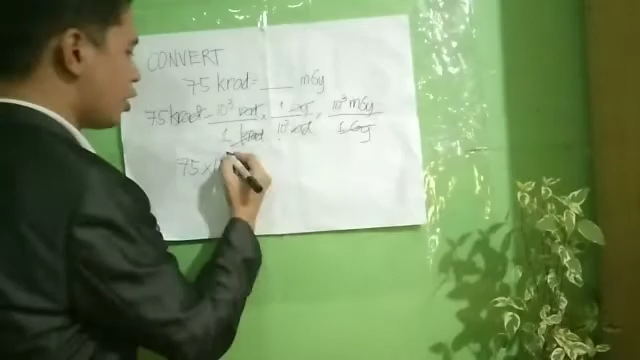 CONVERT
75 krad = ___ mGy
75 krad · 10³ rad / 1 krad · 1 Gy / 10² rad · 10³ mGy / 1 Gy
75 x 1